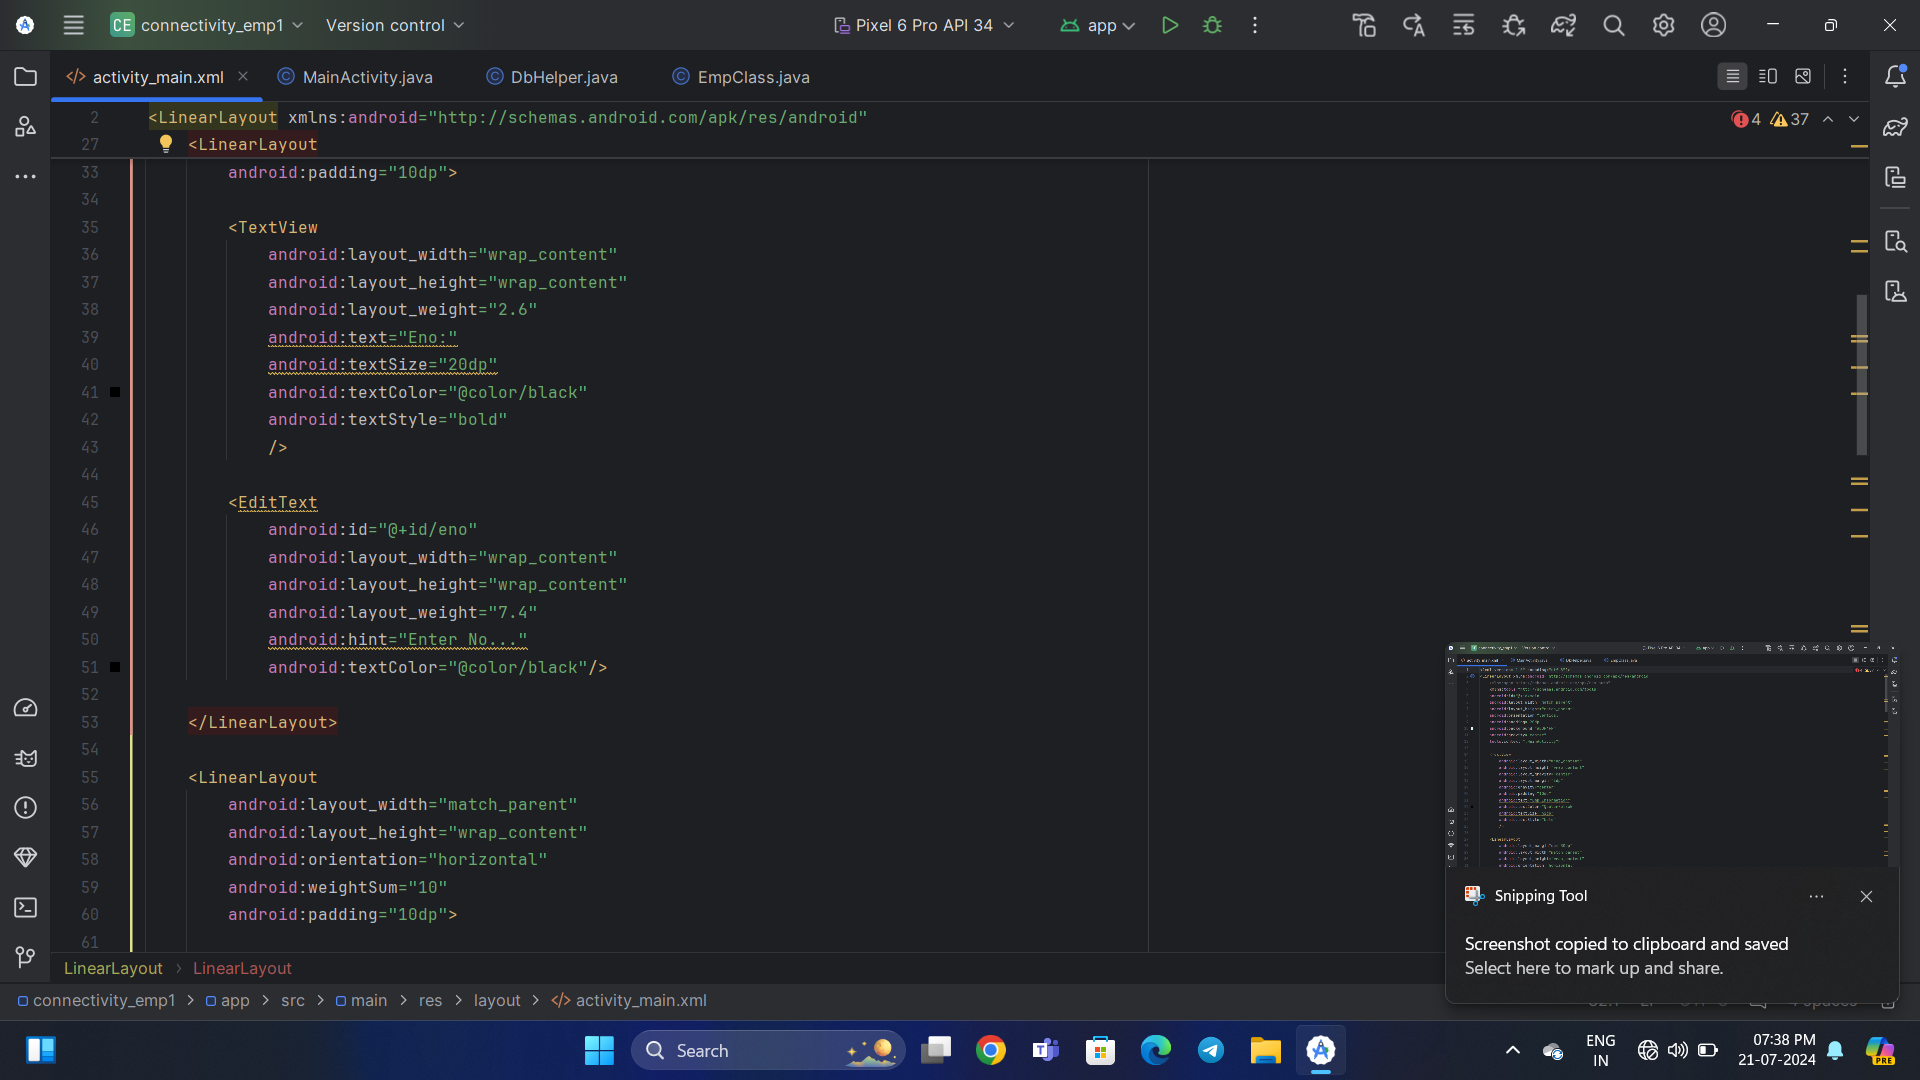 CE connectivity_emp1 Version control Pixel 6 Pro API 34 app
activity_main.xml MainActivity.java DbHelper.java EmpClass.java
2 <LinearLayout xmlns:android="http://schemas.android.com/apk/res/android" 4 37
27 <LinearLayout
33 android:padding="10dp">
34
35 <TextView
36 android:layout_width="wrap_content"
37 android:layout_height="wrap_content"
38 android:layout_weight="2.6"
39 android:text="Eno:"
40 android:textSize="20dp"
41 android:textColor="@color/black"
42 android:textStyle="bold"
43 />
44
45 <EditText
46 android:id="@+id/eno"
47 android:layout_width="wrap_content"
48 android:layout_height="wrap_content"
49 android:layout_weight="7.4"
50 android:hint="Enter No..."
51 android:textColor="@color/black"/>
52
53 </LinearLayout>
54
55 <LinearLayout
56 android:layout_width="match_parent"
57 android:layout_height="wrap_content"
58 android:orientation="horizontal"
59 android:weightSum="10"
60 android:padding="10dp">
61
Snipping Tool
Screenshot copied to clipboard and saved
Select here to mark up and share.
LinearLayout > LinearLayout
connectivity_emp1 > app > src > main > res > layout > activity_main.xml
Search
ENG
IN
07:38 PM
21-07-2024
PRE